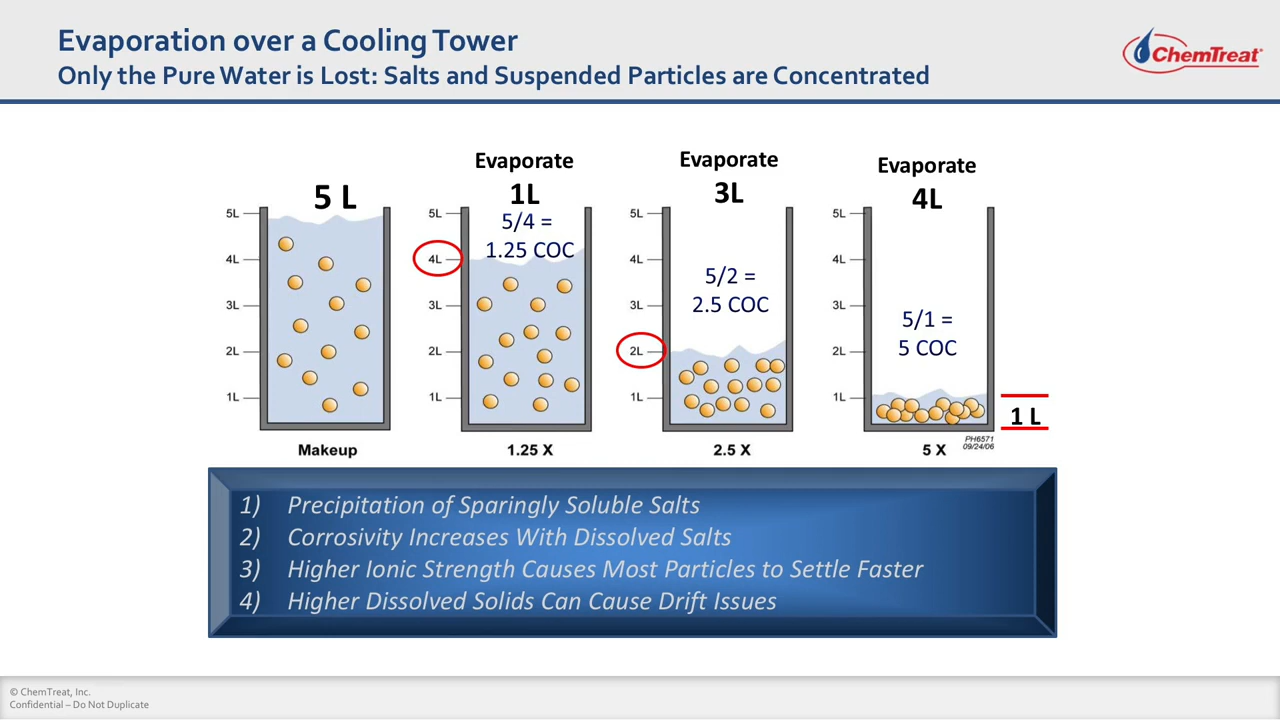 Evaporation over a Cooling Tower
Only the Pure Water is Lost: Salts and Suspended Particles are Concentrated
ChemTreat
5 L
5L
4L
3L
2L
1L
Makeup
Evaporate
1L
5/4 =
1.25 COC
5L
4L
3L
2L
1L
1.25 X
Evaporate
3L
5/2 =
2.5 COC
5L
4L
3L
2L
1L
2.5 X
Evaporate
4L
5/1 =
5 COC
5L
4L
3L
2L
1L
5 X
1 L
PH6571
09/24/06
1) Precipitation of Sparingly Soluble Salts
2) Corrosivity Increases With Dissolved Salts
3) Higher Ionic Strength Causes Most Particles to Settle Faster
4) Higher Dissolved Solids Can Cause Drift Issues
© ChemTreat, Inc.
Confidential – Do Not Duplicate